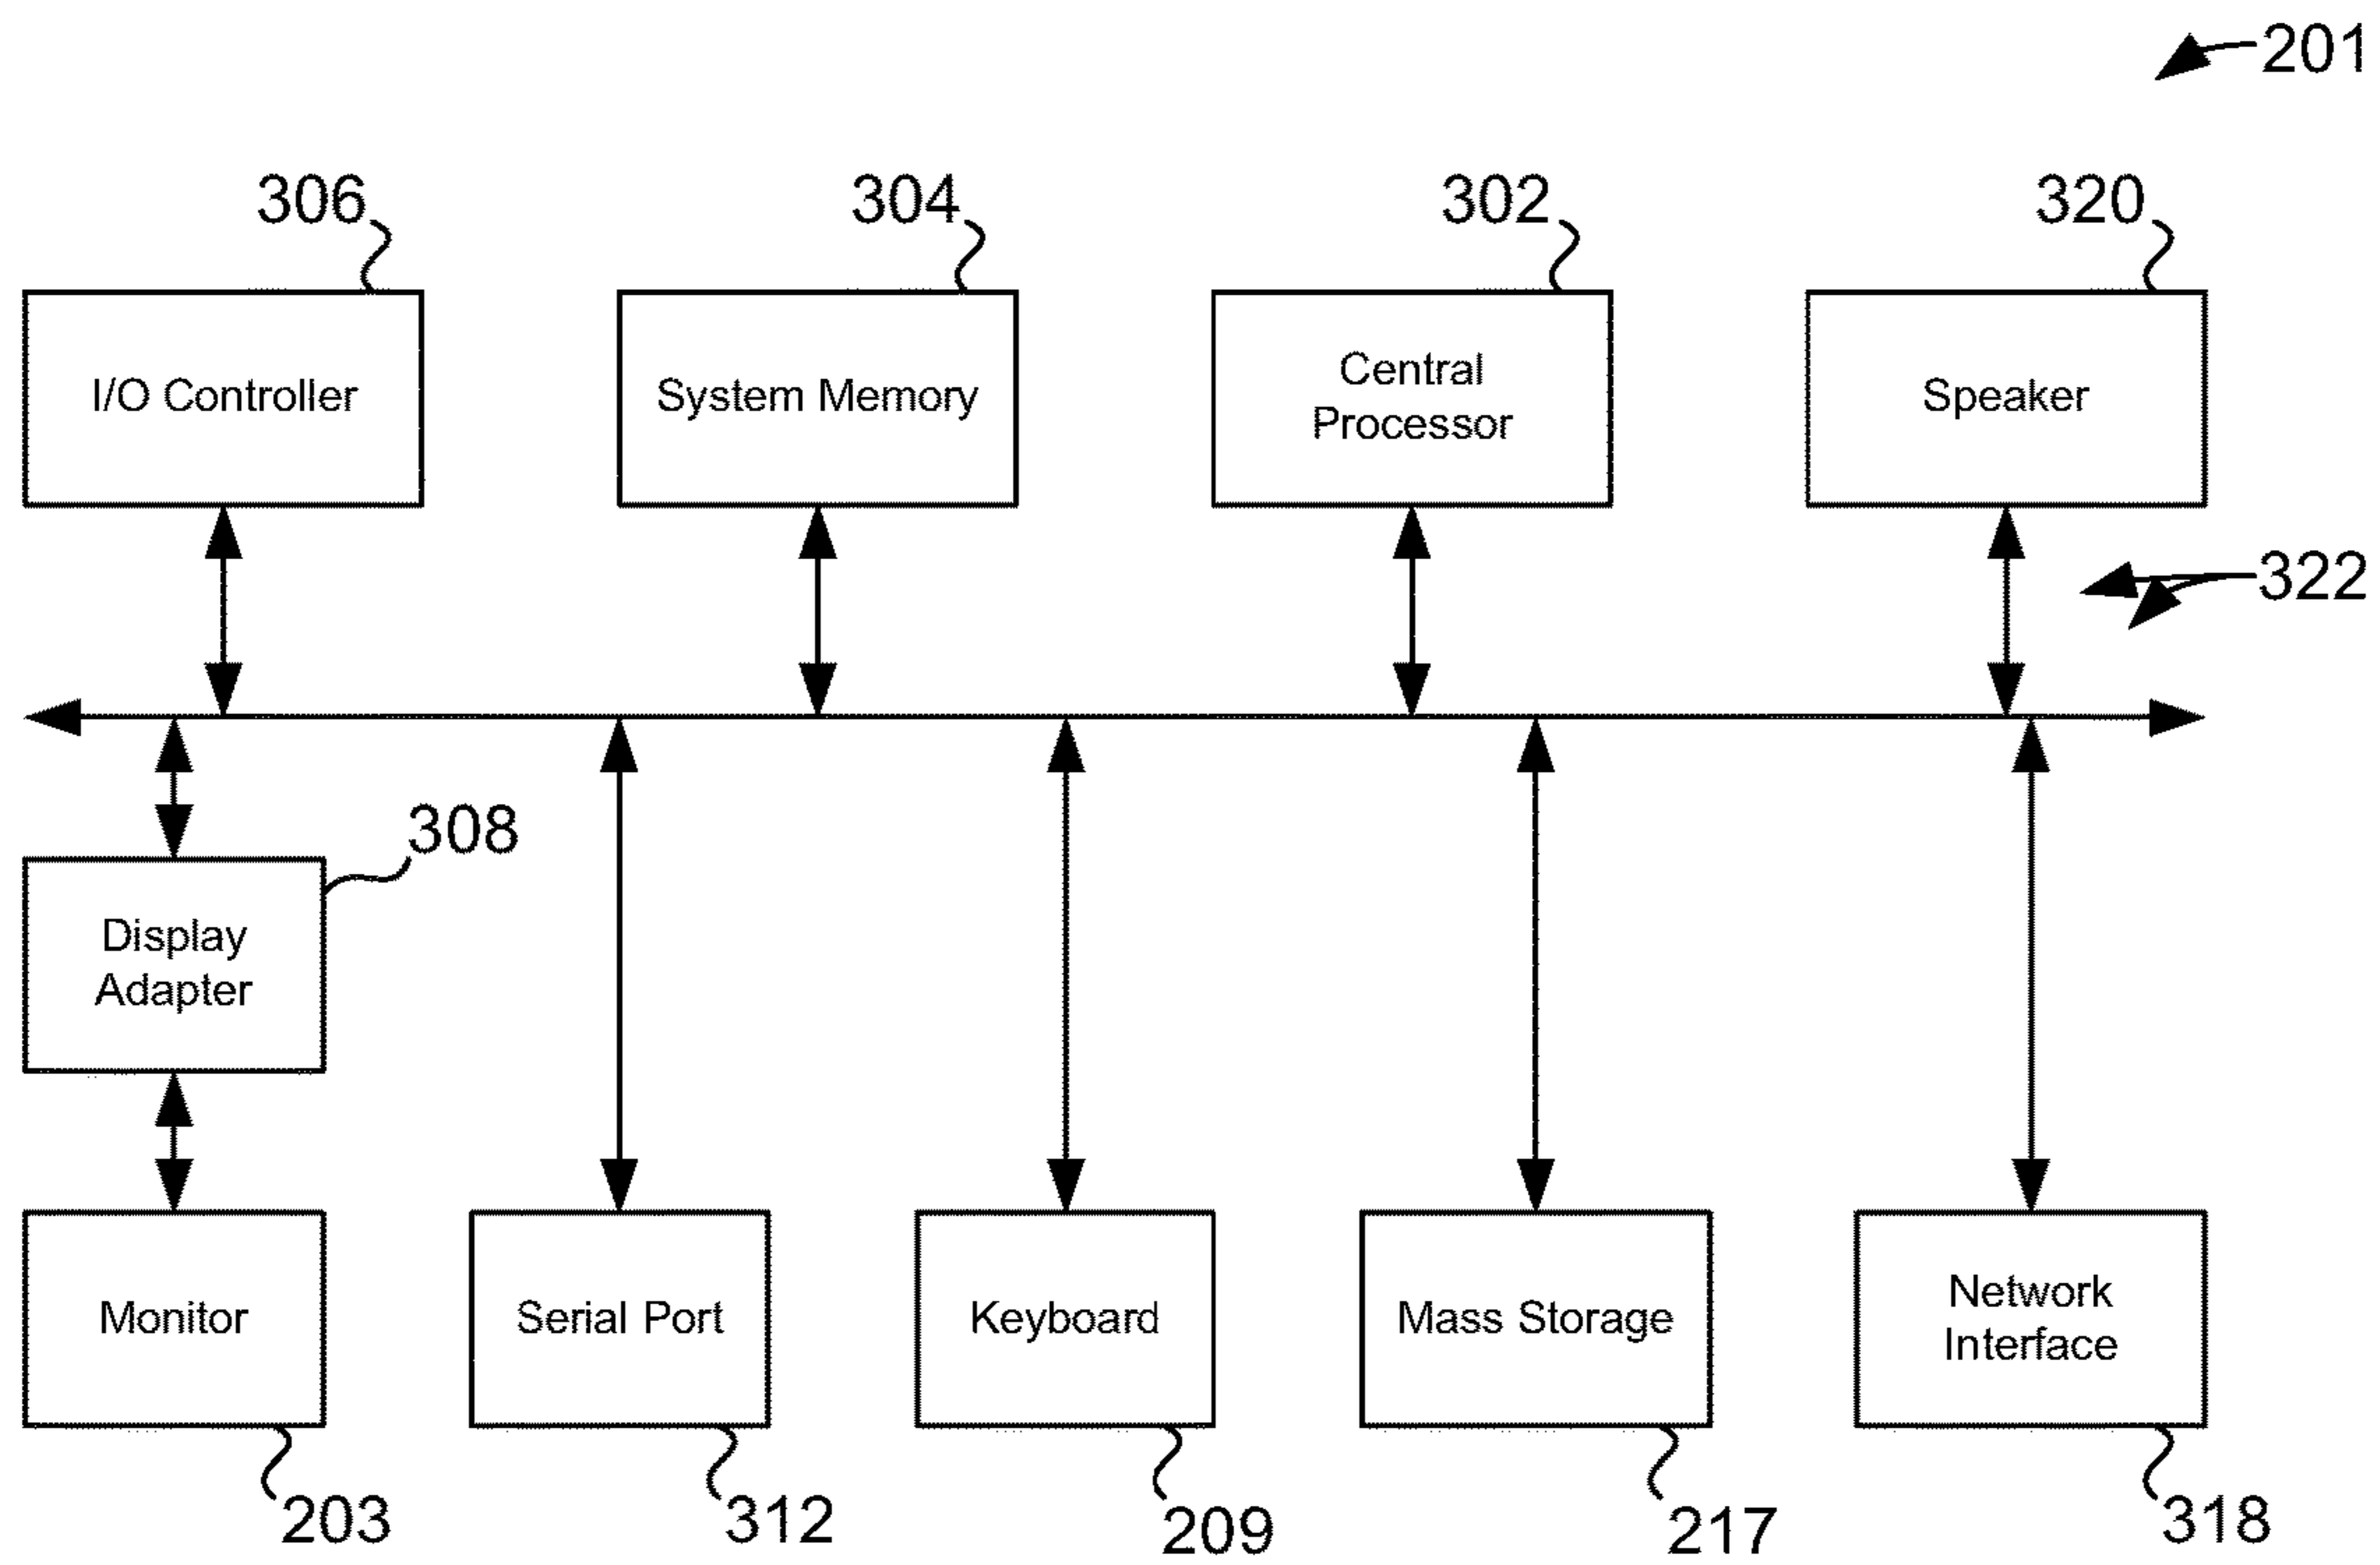 201
306
304
302
320
I/O Controller
System Memory
Central
Processor
Speaker
322
308
Display
Adapter
Monitor
Serial Port
Keyboard
Mass Storage
Network
Interface
203
312
209
217
318